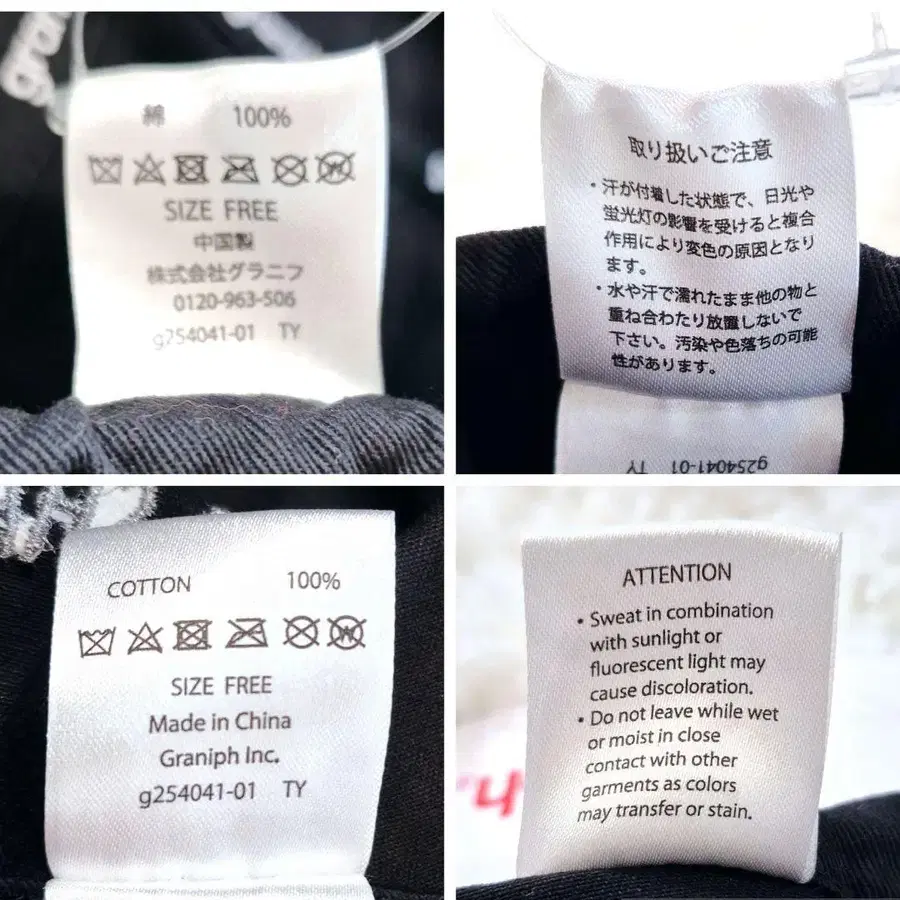 gra
綿 100%
SIZE FREE
中国製
株式会社グラニフ
0120-963-506
g254041-01 TY
取り扱いご注意
・汗が付着した状態で、日光や
蛍光灯の影響を受けると複合
作用により変色の原因となり
ます。
・水や汗で濡れたまま他の物と
重ね合わたり放置しないで
下さい。汚染や色落ちの可能
性があります。
g254041-01 TY
COTTON 100%
SIZE FREE
Made in China
Graniph Inc.
g254041-01 TY
ATTENTION
• Sweat in combination
with sunlight or
fluorescent light may
cause discoloration.
• Do not leave while wet
or moist in close
contact with other
garments as colors
may transfer or stain.